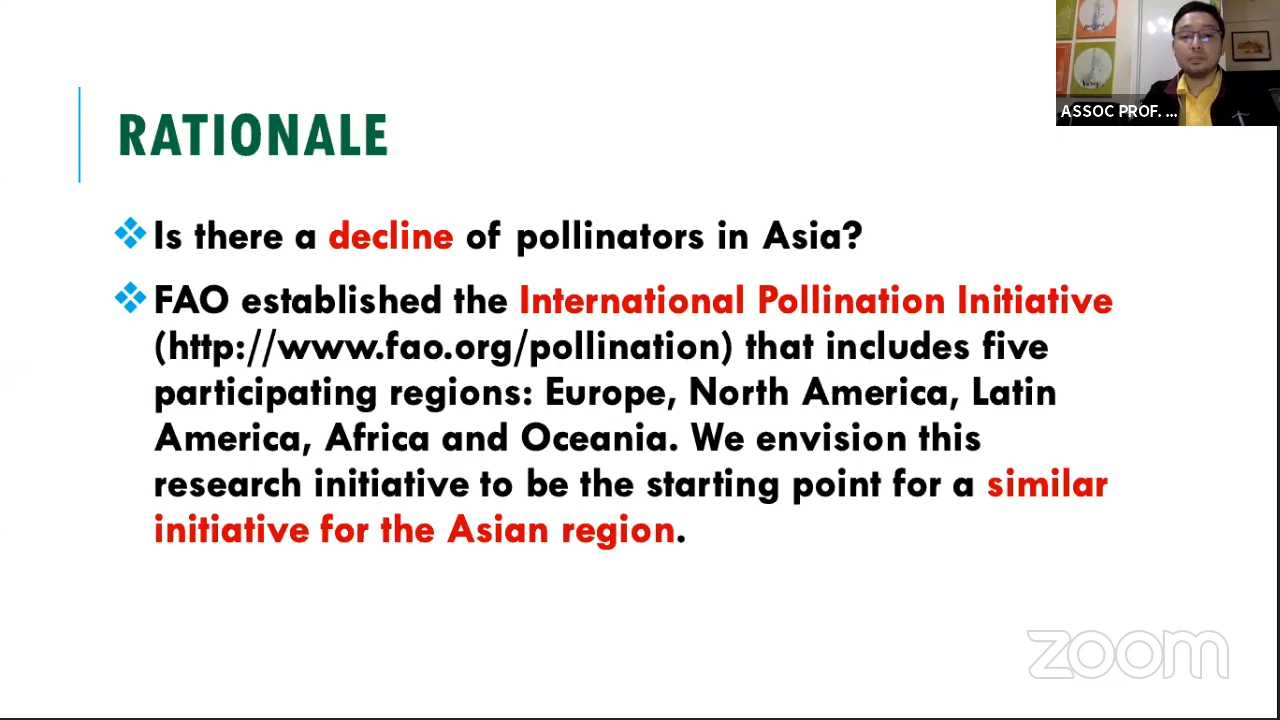 ASSOC PROF. ...
RATIONALE
Is there a decline of pollinators in Asia?
FAO established the International Pollination Initiative
(http://www.fao.org/pollination) that includes five
participating regions: Europe, North America, Latin
America, Africa and Oceania. We envision this
research initiative to be the starting point for a similar
initiative for the Asian region.
zoom